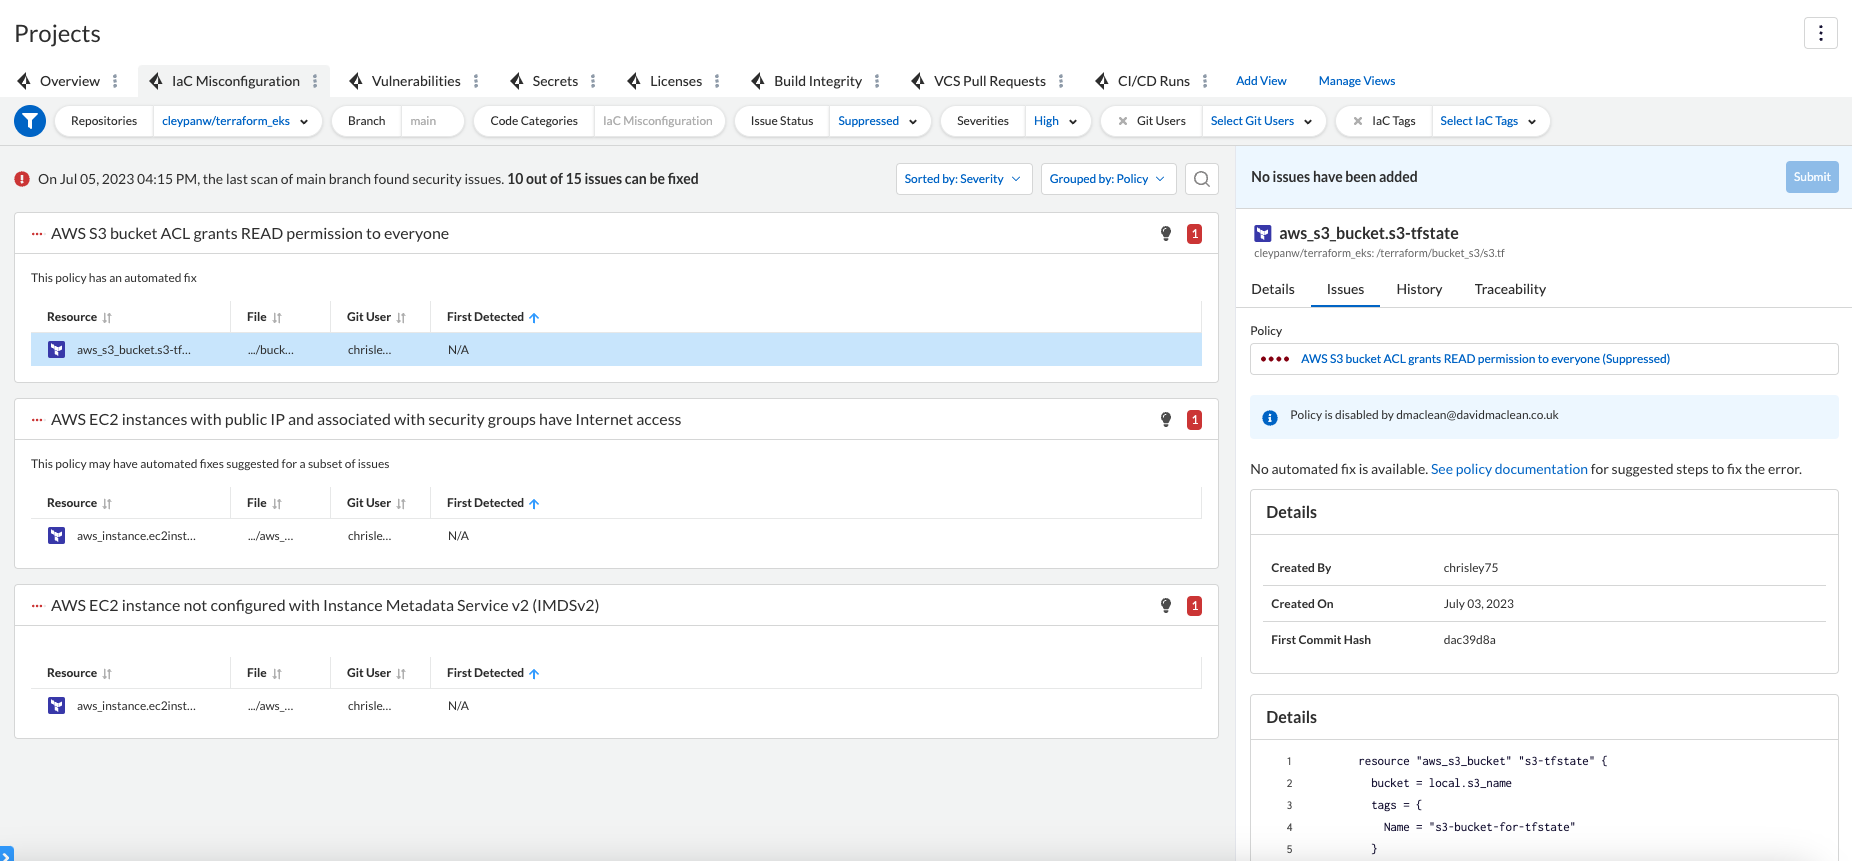 Projects
Overview IaC Misconfiguration Vulnerabilities Secrets Licenses Build Integrity VCS Pull Requests CI/CD Runs Add View Manage Views
Repositories cleypanw/terraform_eks Branch main Code Categories IaC Misconfiguration Issue Status Suppressed Severities High Git Users Select Git Users IaC Tags Select IaC Tags
On Jul 05, 2023 04:15 PM, the last scan of main branch found security issues. 10 out of 15 issues can be fixed
Sorted by: Severity Grouped by: Policy
AWS S3 bucket ACL grants READ permission to everyone 1
This policy has an automated fix
Resource File Git User First Detected
aws_s3_bucket.s3-tf... .../buck... chrisle... N/A
AWS EC2 instances with public IP and associated with security groups have Internet access 1
This policy may have automated fixes suggested for a subset of issues
Resource File Git User First Detected
aws_instance.ec2inst... .../aws_... chrisle... N/A
AWS EC2 instance not configured with Instance Metadata Service v2 (IMDSv2) 1
Resource File Git User First Detected
aws_instance.ec2inst... .../aws_... chrisle... N/A
No issues have been added Submit
aws_s3_bucket.s3-tfstate
cleypanw/terraform_eks: /terraform/bucket_s3/s3.tf
Details Issues History Traceability
Policy
AWS S3 bucket ACL grants READ permission to everyone (Suppressed)
Policy is disabled by dmaclean@davidmaclean.co.uk
No automated fix is available. See policy documentation for suggested steps to fix the error.
Details
Created By chrisley75
Created On July 03, 2023
First Commit Hash dac39d8a
Details
1 resource "aws_s3_bucket" "s3-tfstate" {
2 bucket = local.s3_name
3 tags = {
4 Name = "s3-bucket-for-tfstate"
5 }